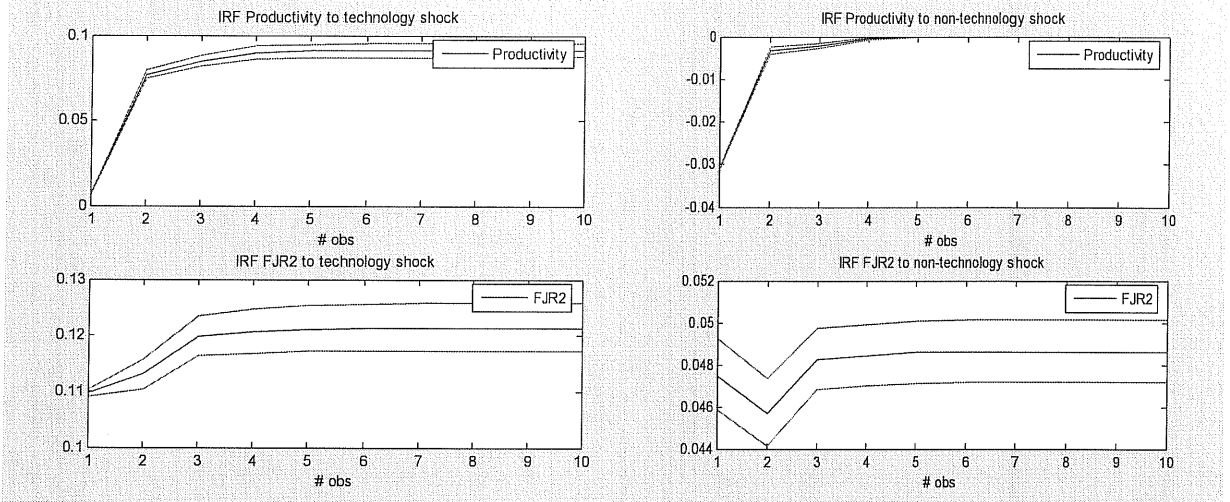 IRF Productivity to technology shock
0.1
0.05
0
Productivity
1 2 3 4 5 6 7 8 9 10
# obs
IRF Productivity to non-technology shock
0
-0.01
-0.02
-0.03
-0.04
Productivity
1 2 3 4 5 6 7 8 9 10
# obs
IRF FJR2 to technology shock
0.13
0.12
0.11
0.1
FJR2
1 2 3 4 5 6 7 8 9 10
# obs
IRF FJR2 to non-technology shock
0.052
0.05
0.048
0.046
0.044
FJR2
1 2 3 4 5 6 7 8 9 10
# obs